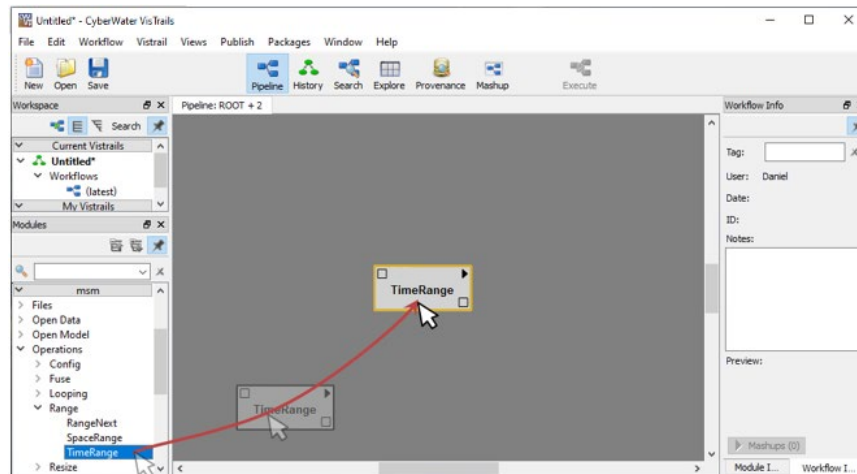 Untitled* - CyberWater VisTrails
File Edit Workflow Vistrail Views Publish Packages Window Help
New Open Save Pipeline History Search Explore Provenance Mashup Execute
Workspace
Pipeline: ROOT + 2
Workflow Info
Search
Current Vistrails
Untitled*
Workflows
(latest)
My Vistrails
Tag:
User: Daniel
Date:
ID:
Notes:
Modules
msm
Files
Open Data
Open Model
Operations
Config
Fuse
Looping
Range
RangeNext
SpaceRange
TimeRange
Resize
TimeRange
TimeRange
Preview:
Mashups (0)
Module I... Workflow I...